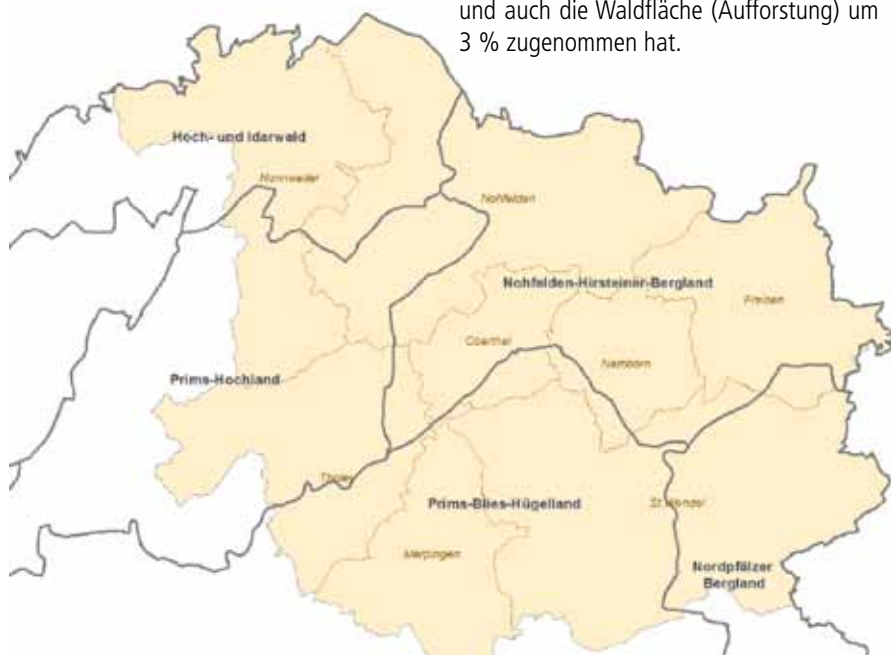 und auch die Waldfläche (Aufforstung) um
3 % zugenommen hat.
Hoch- und Idarwald
Nonnweiler
Nohfelden
Nohfelden-Hirsteiner-Bergland
Freisen
Oberthal
Namborn
Prims-Hochland
Tholey
Prims-Blies-Hügelland
St.Wendel
Marpingen
Nordpfälzer
Bergland